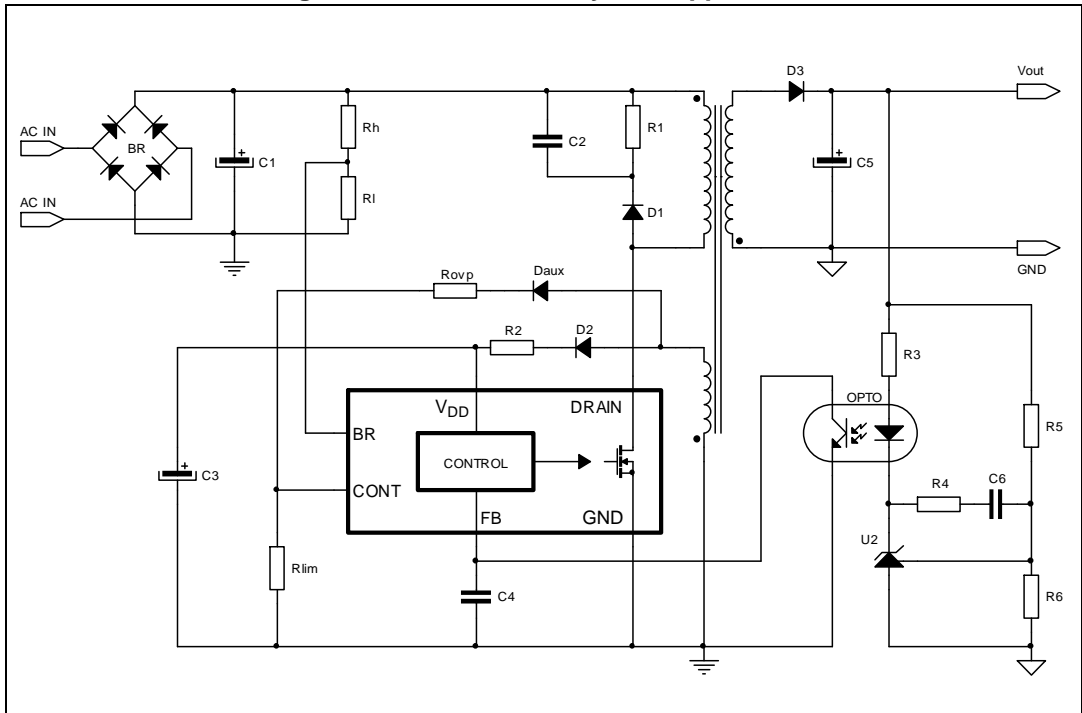 D3
Vout
AC IN
BR
C1
Rh
C2
R1
C5
Rl
D1
AC IN
GND
Rovp
Daux
R2
D2
R3
OPTO
VDD
DRAIN
BR
CONTROL
R5
C3
CONT
R4
C6
FB
GND
U2
Rlim
C4
R6